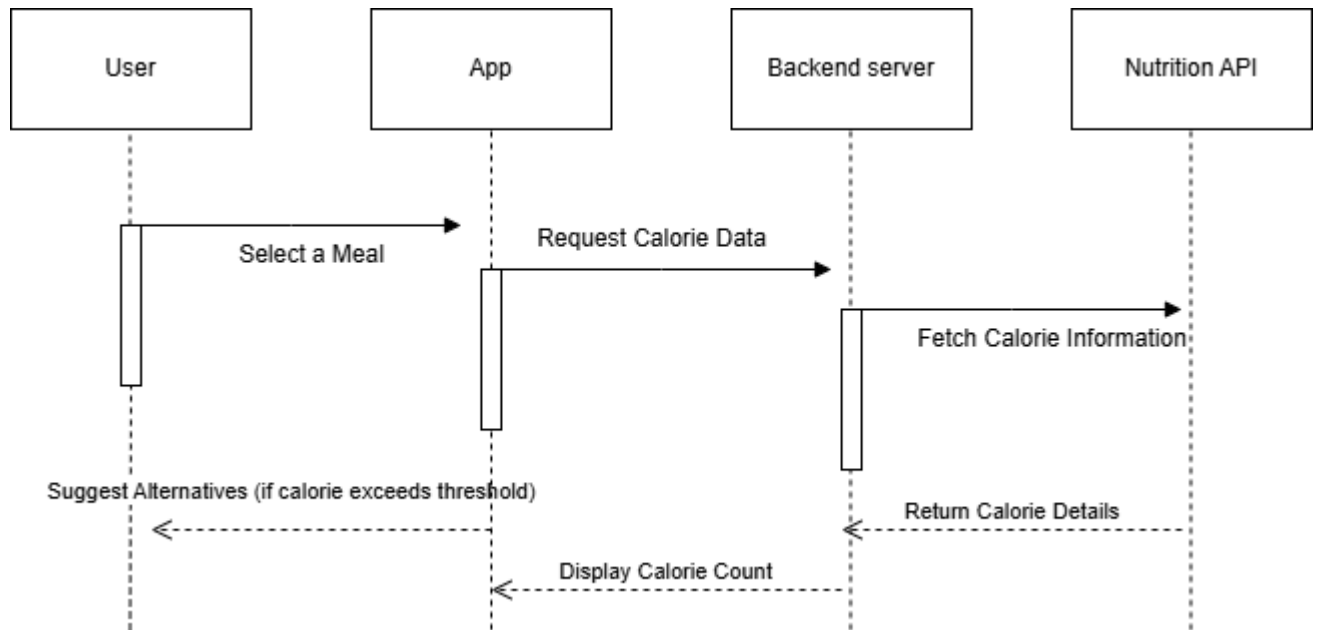 User
App
Backend server
Nutrition API
Select a Meal
Request Calorie Data
Fetch Calorie Information
Suggest Alternatives (if calorie exceeds threshold)
Return Calorie Details
Display Calorie Count